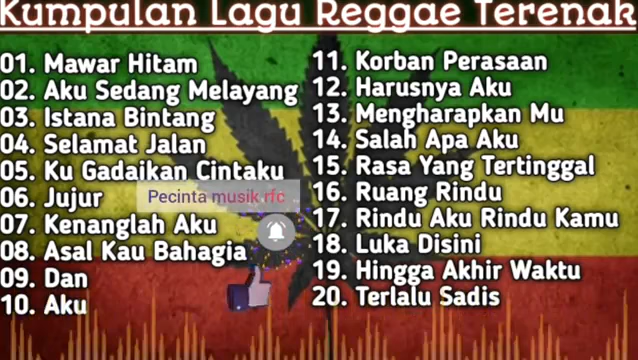 Kumpulan Lagu Reggae Terenak
01. Mawar Hitam
02. Aku Sedang Melayang
03. Istana Bintang
04. Selamat Jalan
05. Ku Gadaikan Cintaku
06. Jujur
07. Kenanglah Aku
08. Asal Kau Bahagia
09. Dan
10. Aku
11. Korban Perasaan
12. Harusnya Aku
13. Mengharapkan Mu
14. Salah Apa Aku
15. Rasa Yang Tertinggal
16. Ruang Rindu
17. Rindu Aku Rindu Kamu
18. Luka Disini
19. Hingga Akhir Waktu
20. Terlalu Sadis
Pecinta musik rfc